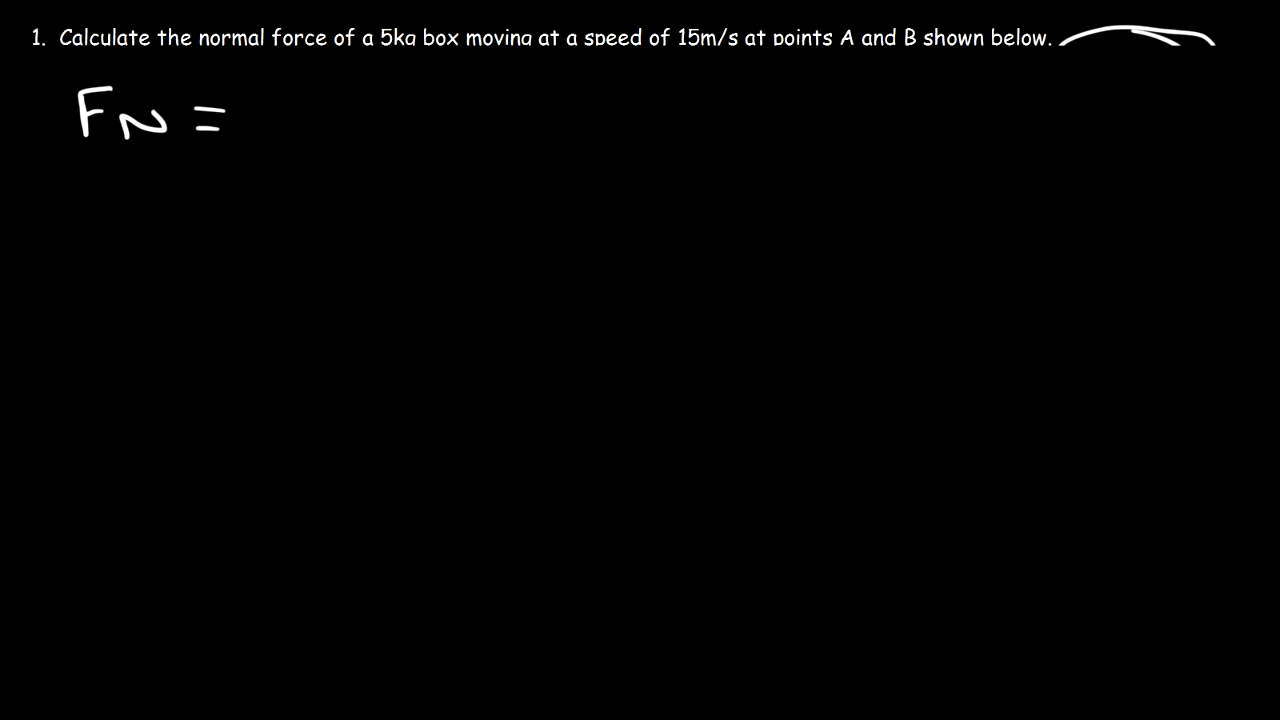 1. Calculate the normal force of a 5kg box moving at a speed of 15m/s at points A and B shown below.
FN =